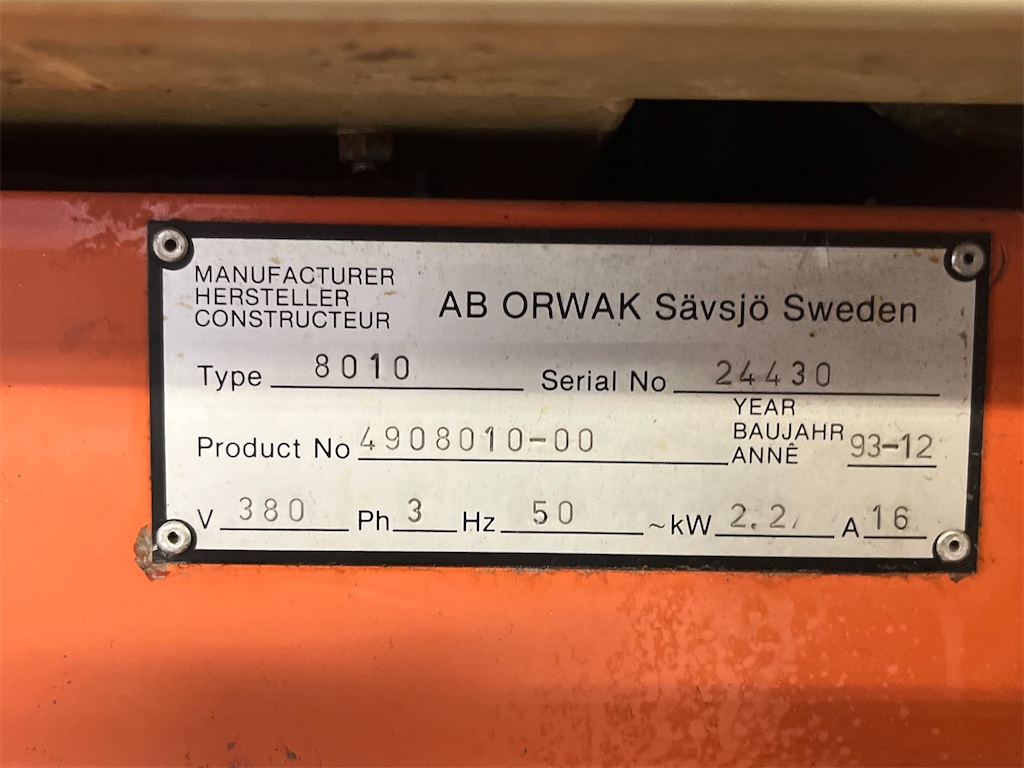 MANUFACTURER
HERSTELLER
CONSTRUCTEUR
AB ORWAK Sävsjö Sweden
Type 8010 Serial No 24430
Product No 4908010-00
YEAR
BAUJAHR
ANNÊ
93-12
V 380 Ph 3 Hz 50 ~kW 2.2 A 16